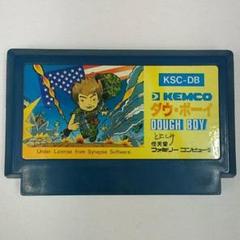 KSC-DB
KEMCO
ダウ・ボーイ
DOUGH BOY
任天堂
ファミリー コンピュータ
Under License from Synapse Software.